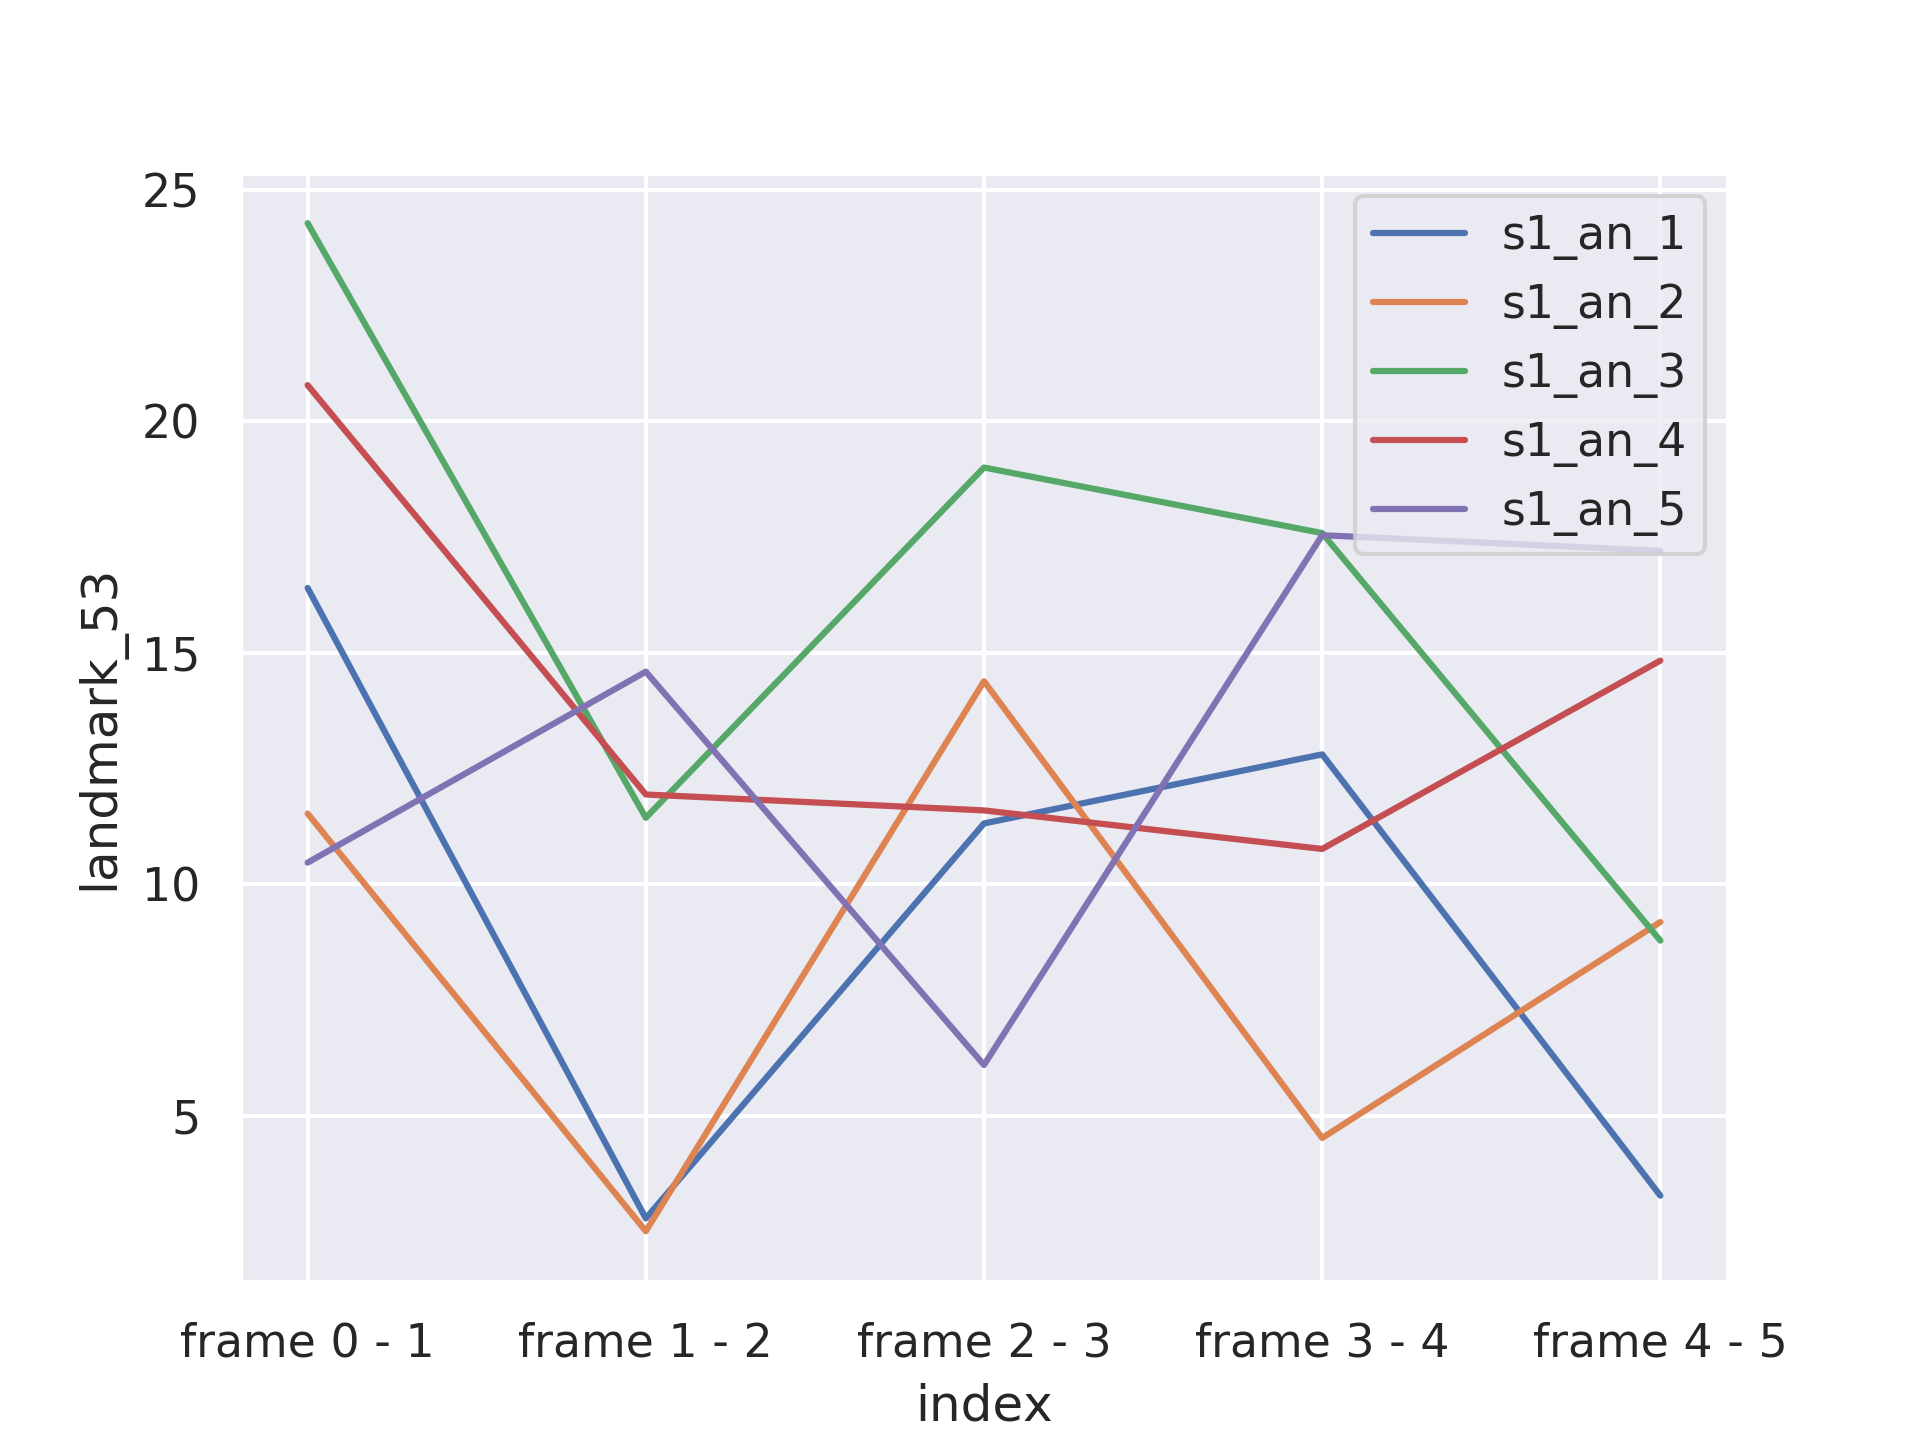 25
20
15
10
5
landmark_53
s1_an_1
s1_an_2
s1_an_3
s1_an_4
s1_an_5
frame 0 - 1
frame 1 - 2
frame 2 - 3
frame 3 - 4
frame 4 - 5
index